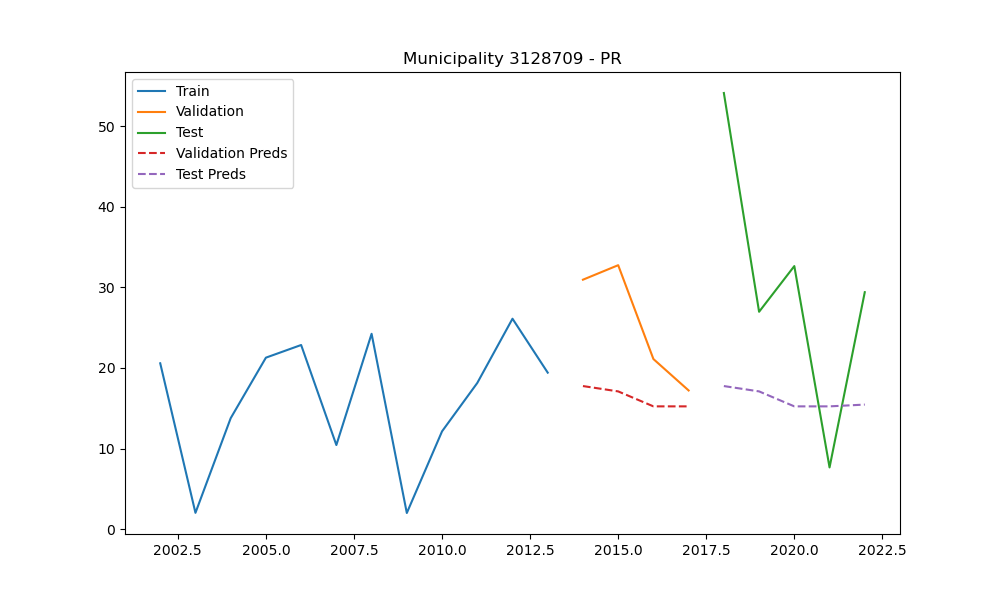 Municipality 3128709 - PR
Train
Validation
Test
Validation Preds
Test Preds
50
40
30
20
10
0
2002.5 2005.0 2007.5 2010.0 2012.5 2015.0 2017.5 2020.0 2022.5